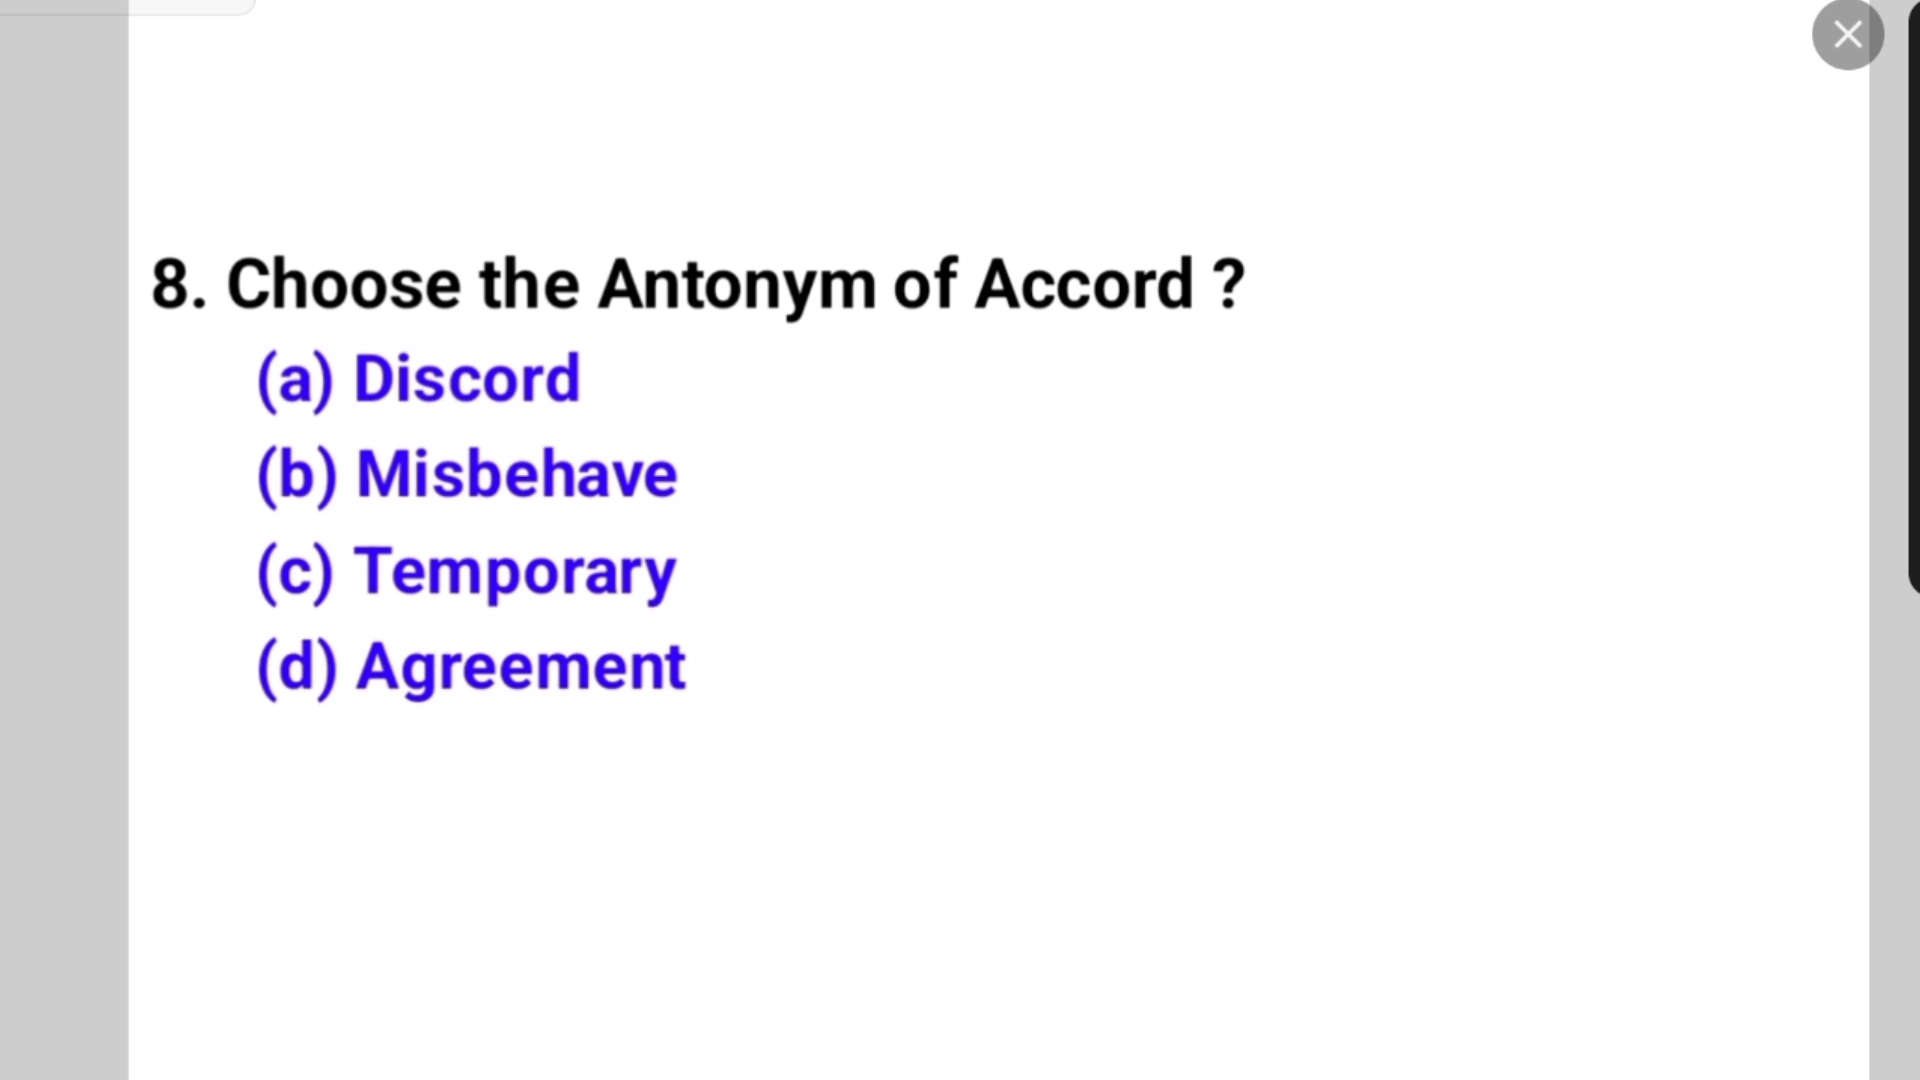 8. Choose the Antonym of Accord ?
(a) Discord
(b) Misbehave
(c) Temporary
(d) Agreement